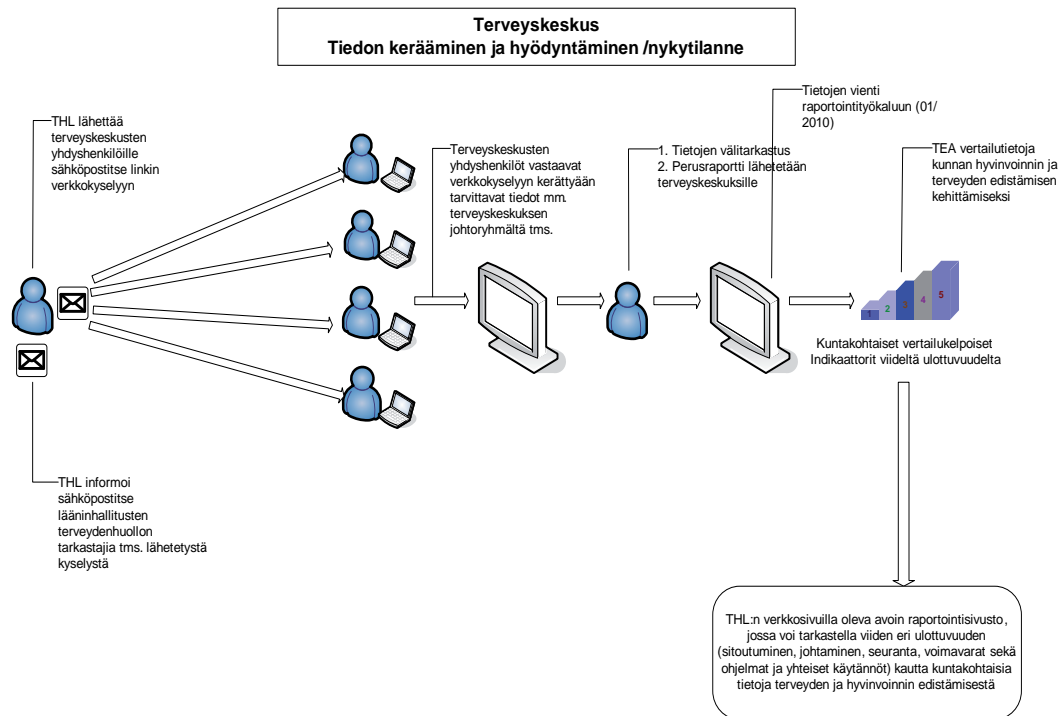 Terveyskeskus
Tiedon kerääminen ja hyödyntäminen /nykytilanne
THL lähettää
terveyskeskusten
yhdyshenkilöille
sähköpostitse linkin
verkkokyselyyn
Terveyskeskusten
yhdyshenkilöt vastaavat
verkkokyselyyn kerättyään
tarvittavat tiedot mm.
terveyskeskuksen
johtoryhmältä tms.
1. Tietojen välitarkastus
2. Perusraportti lähetetään
terveyskeskuksille
Tietojen vienti
raportointityökaluun (01/
2010)
TEA vertailutietoja
kunnan hyvinvoinnin ja
terveyden edistämisen
kehittämiseksi
1 2 3 4 5
Kuntakohtaiset vertailukelpoiset
Indikaattorit viideltä ulottuvuudelta
THL informoi
sähköpostitse
lääninhallitusten
terveydenhuollon
tarkastajia tms. lähetetystä
kyselystä
THL:n verkkosivuilla oleva avoin raportointisivusto,
jossa voi tarkastella viiden eri ulottuvuuden
(sitoutuminen, johtaminen, seuranta, voimavarat sekä
ohjelmat ja yhteiset käytännöt) kautta kuntakohtaisia
tietoja terveyden ja hyvinvoinnin edistämisestä